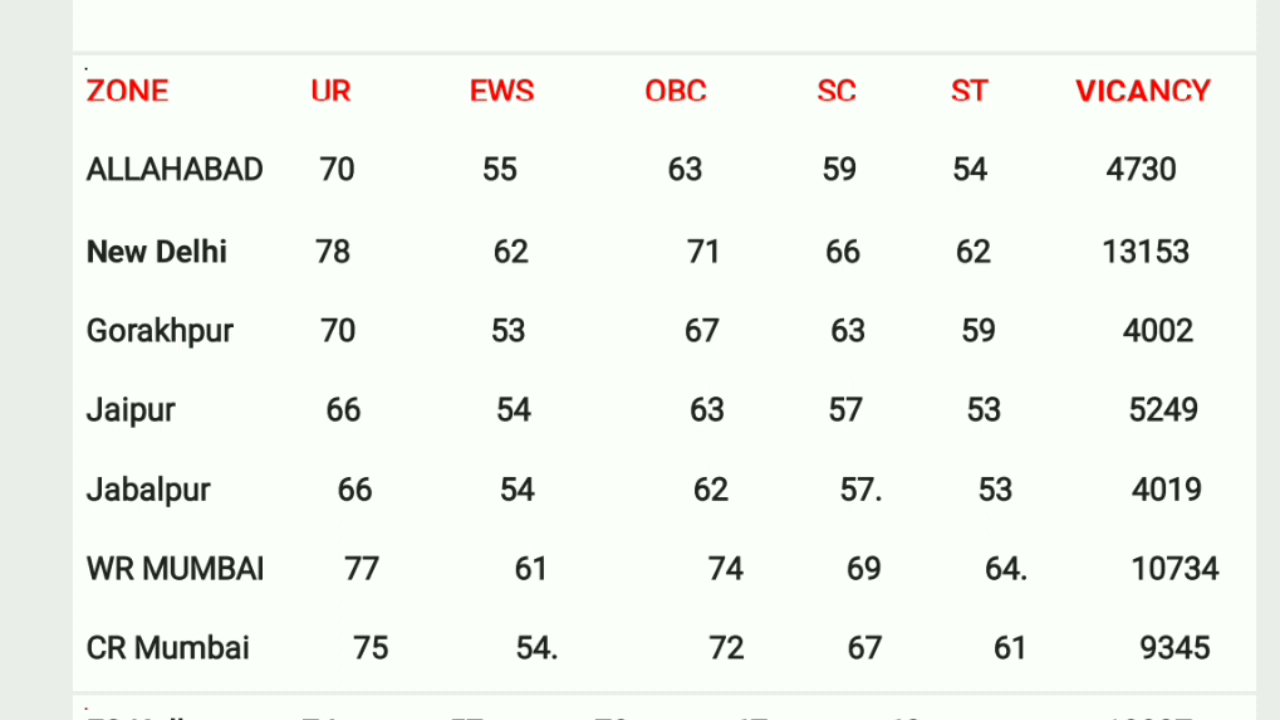 ZONE UR EWS OBC SC ST VICANCY
ALLAHABAD 70 55 63 59 54 4730
New Delhi 78 62 71 66 62 13153
Gorakhpur 70 53 67 63 59 4002
Jaipur 66 54 63 57 53 5249
Jabalpur 66 54 62 57. 53 4019
WR MUMBAI 77 61 74 69 64. 10734
CR Mumbai 75 54. 72 67 61 9345